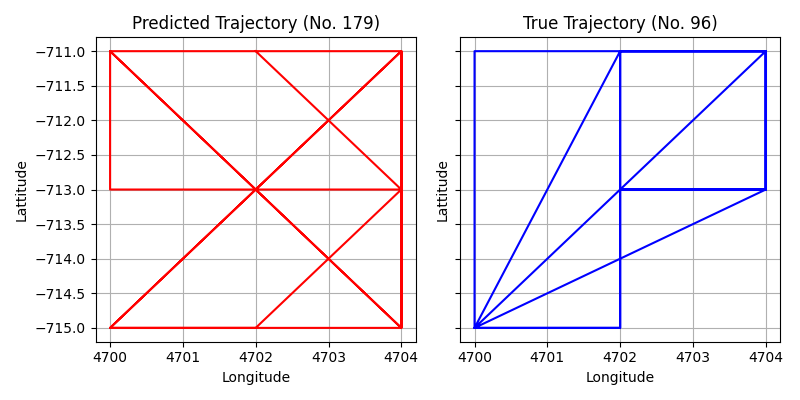 Predicted Trajectory (No. 179)
True Trajectory (No. 96)
−711.0
−711.5
−712.0
−712.5
−713.0
−713.5
−714.0
−714.5
−715.0
Lattitude
Lattitude
4700 4701 4702 4703 4704
4700 4701 4702 4703 4704
Longitude
Longitude